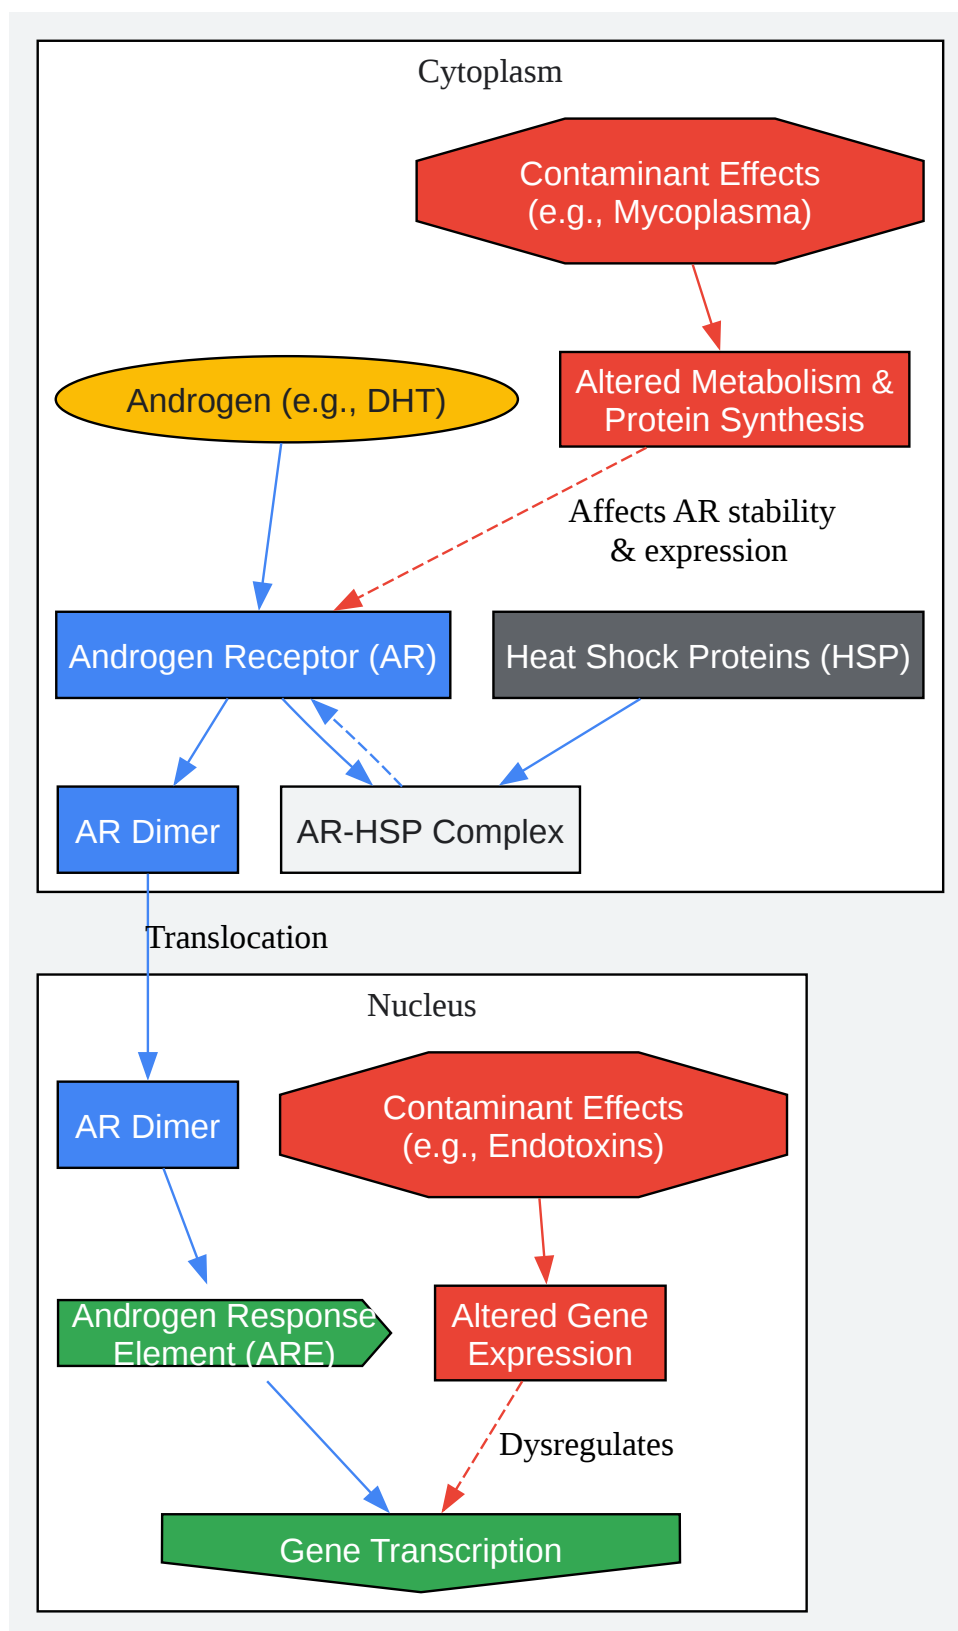 Cytoplasm
Contaminant Effects
(e.g., Mycoplasma)
Androgen (e.g., DHT)
Altered Metabolism &
Protein Synthesis
Affects AR stability
& expression
Androgen Receptor (AR)
Heat Shock Proteins (HSP)
AR Dimer
AR-HSP Complex
Translocation
Nucleus
AR Dimer
Contaminant Effects
(e.g., Endotoxins)
Androgen Response
Element (ARE)
Altered Gene
Expression
Dysregulates
Gene Transcription